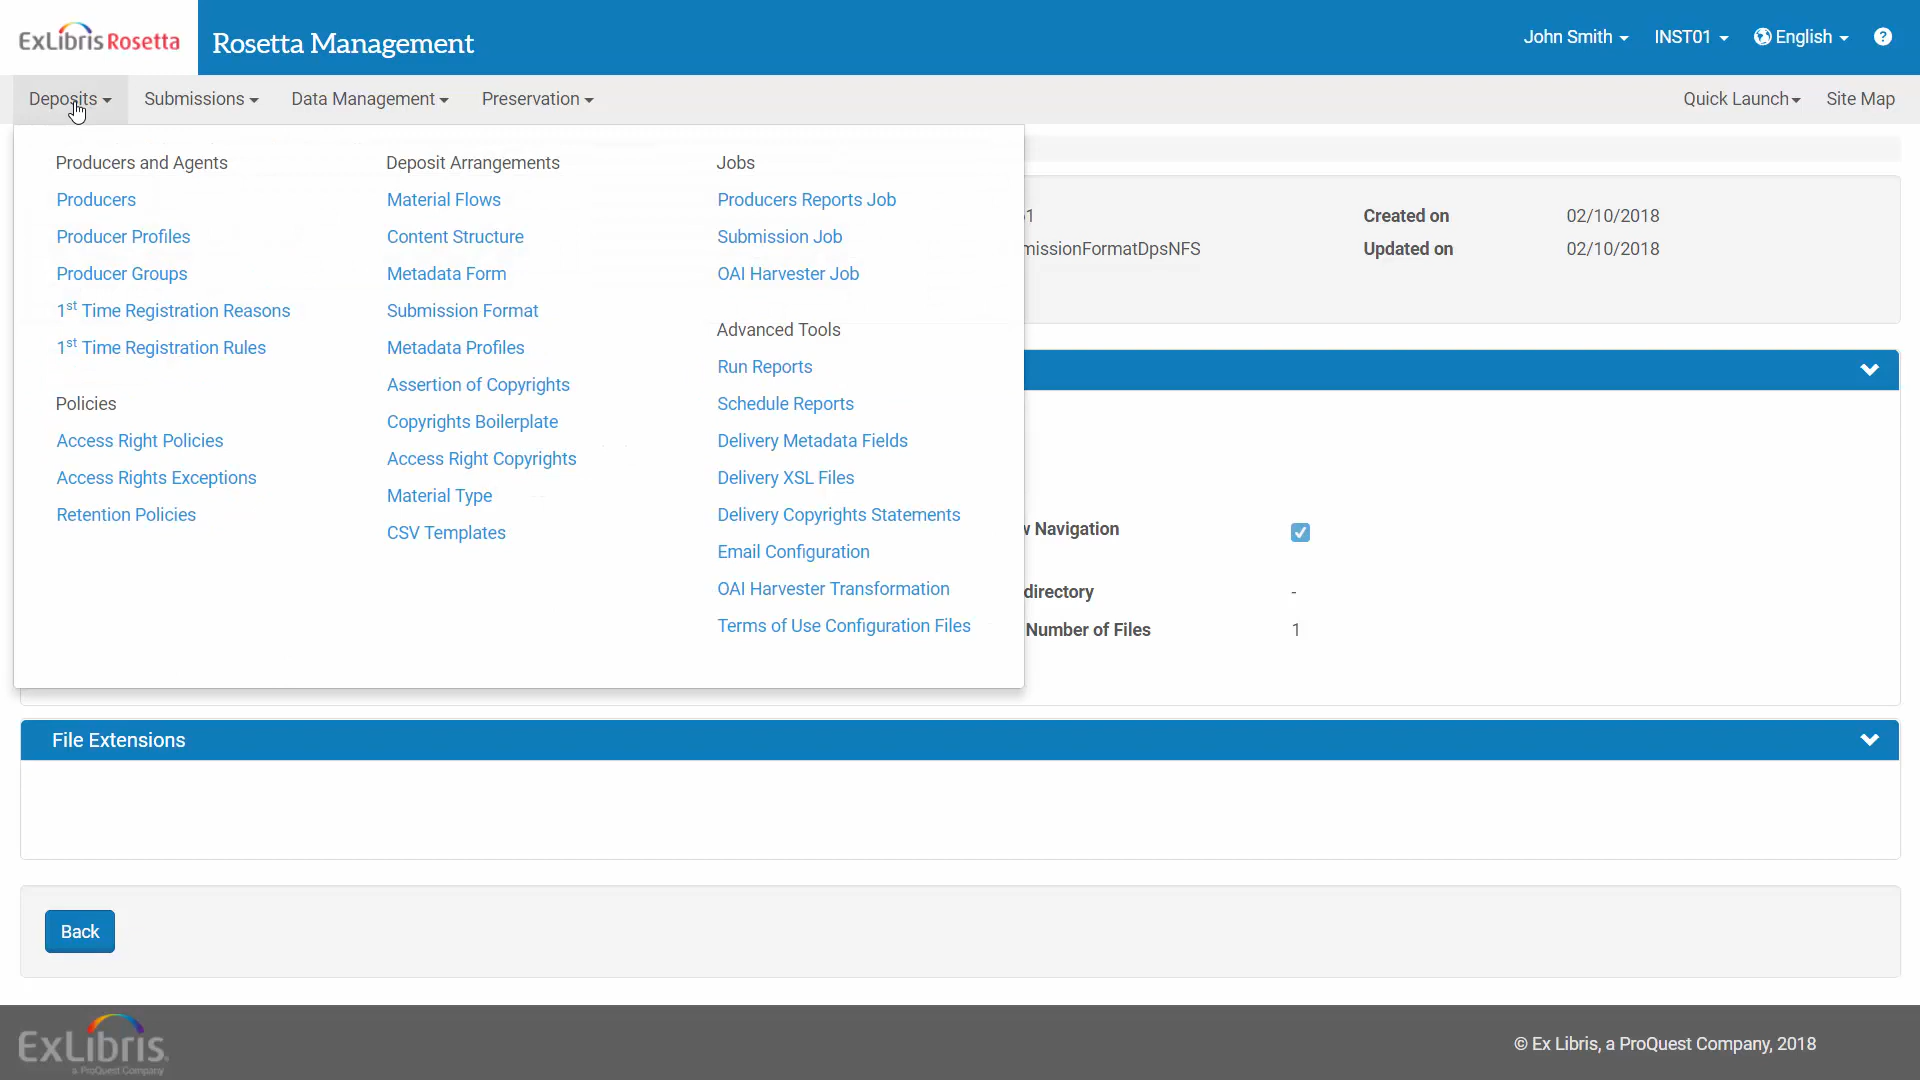 ExLibris Rosetta
Rosetta Management
John Smith
INST01
English
?
Deposits
Submissions
Data Management
Preservation
Quick Launch
Site Map
Producers and Agents
Producers
Producer Profiles
Producer Groups
1st Time Registration Reasons
1st Time Registration Rules
Policies
Access Right Policies
Access Rights Exceptions
Retention Policies
Deposit Arrangements
Material Flows
Content Structure
Metadata Form
Submission Format
Metadata Profiles
Assertion of Copyrights
Copyrights Boilerplate
Access Right Copyrights
Material Type
CSV Templates
Jobs
Producers Reports Job
Submission Job
OAI Harvester Job
Advanced Tools
Run Reports
Schedule Reports
Delivery Metadata Fields
Delivery XSL Files
Delivery Copyrights Statements
Email Configuration
OAI Harvester Transformation
Terms of Use Configuration Files
1
Created on 02/10/2018
missionFormatDpsNFS
Updated on 02/10/2018
Navigation
directory -
Number of Files 1
File Extensions
Back
ExLibris
a ProQuest Company
© Ex Libris, a ProQuest Company, 2018